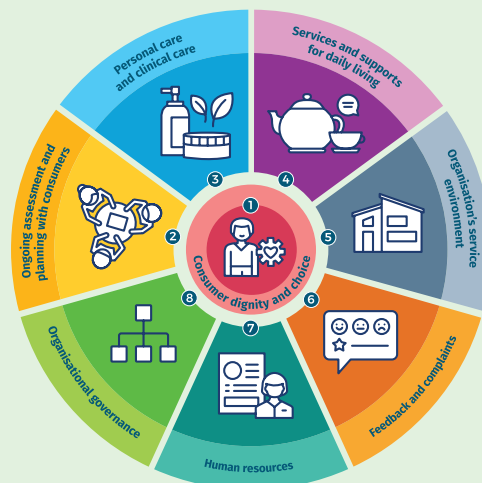 1
Consumer dignity and choice
2
Ongoing assessment and
planning with consumers
3
Personal care
and clinical care
4
Services and supports
for daily living
5
Organisation's service
environment
6
Feedback and complaints
7
Human resources
8
Organisational governance